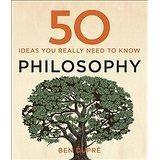 50
IDEAS YOU REALLY NEED TO KNOW
PHILOSOPHY
BEN DUPRÉ